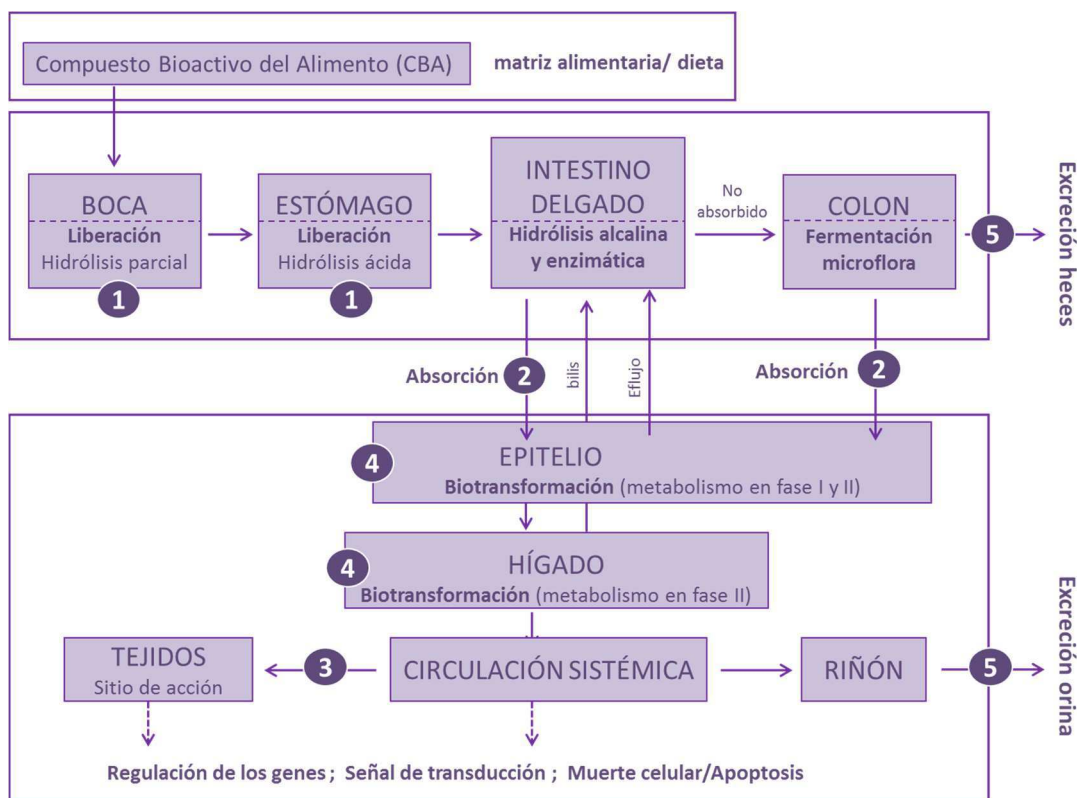 Compuesto Bioactivo del Alimento (CBA)
matriz alimentaria/ dieta
BOCA
Liberación
Hidrólisis parcial
1
ESTÓMAGO
Liberación
Hidrólisis ácida
1
INTESTINO
DELGADO
Hidrólisis alcalina
y enzimática
No
absorbido
COLON
Fermentación
microflora
5
Excreción heces
Absorción
2
bilis
Eflujo
Absorción
2
4
EPITELIO
Biotransformación (metabolismo en fase I y II)
4
HÍGADO
Biotransformación (metabolismo en fase II)
TEJIDOS
Sitio de acción
3
CIRCULACIÓN SISTÉMICA
RIÑÓN
5
Excreción orina
Regulación de los genes ; Señal de transducción ; Muerte celular/Apoptosis